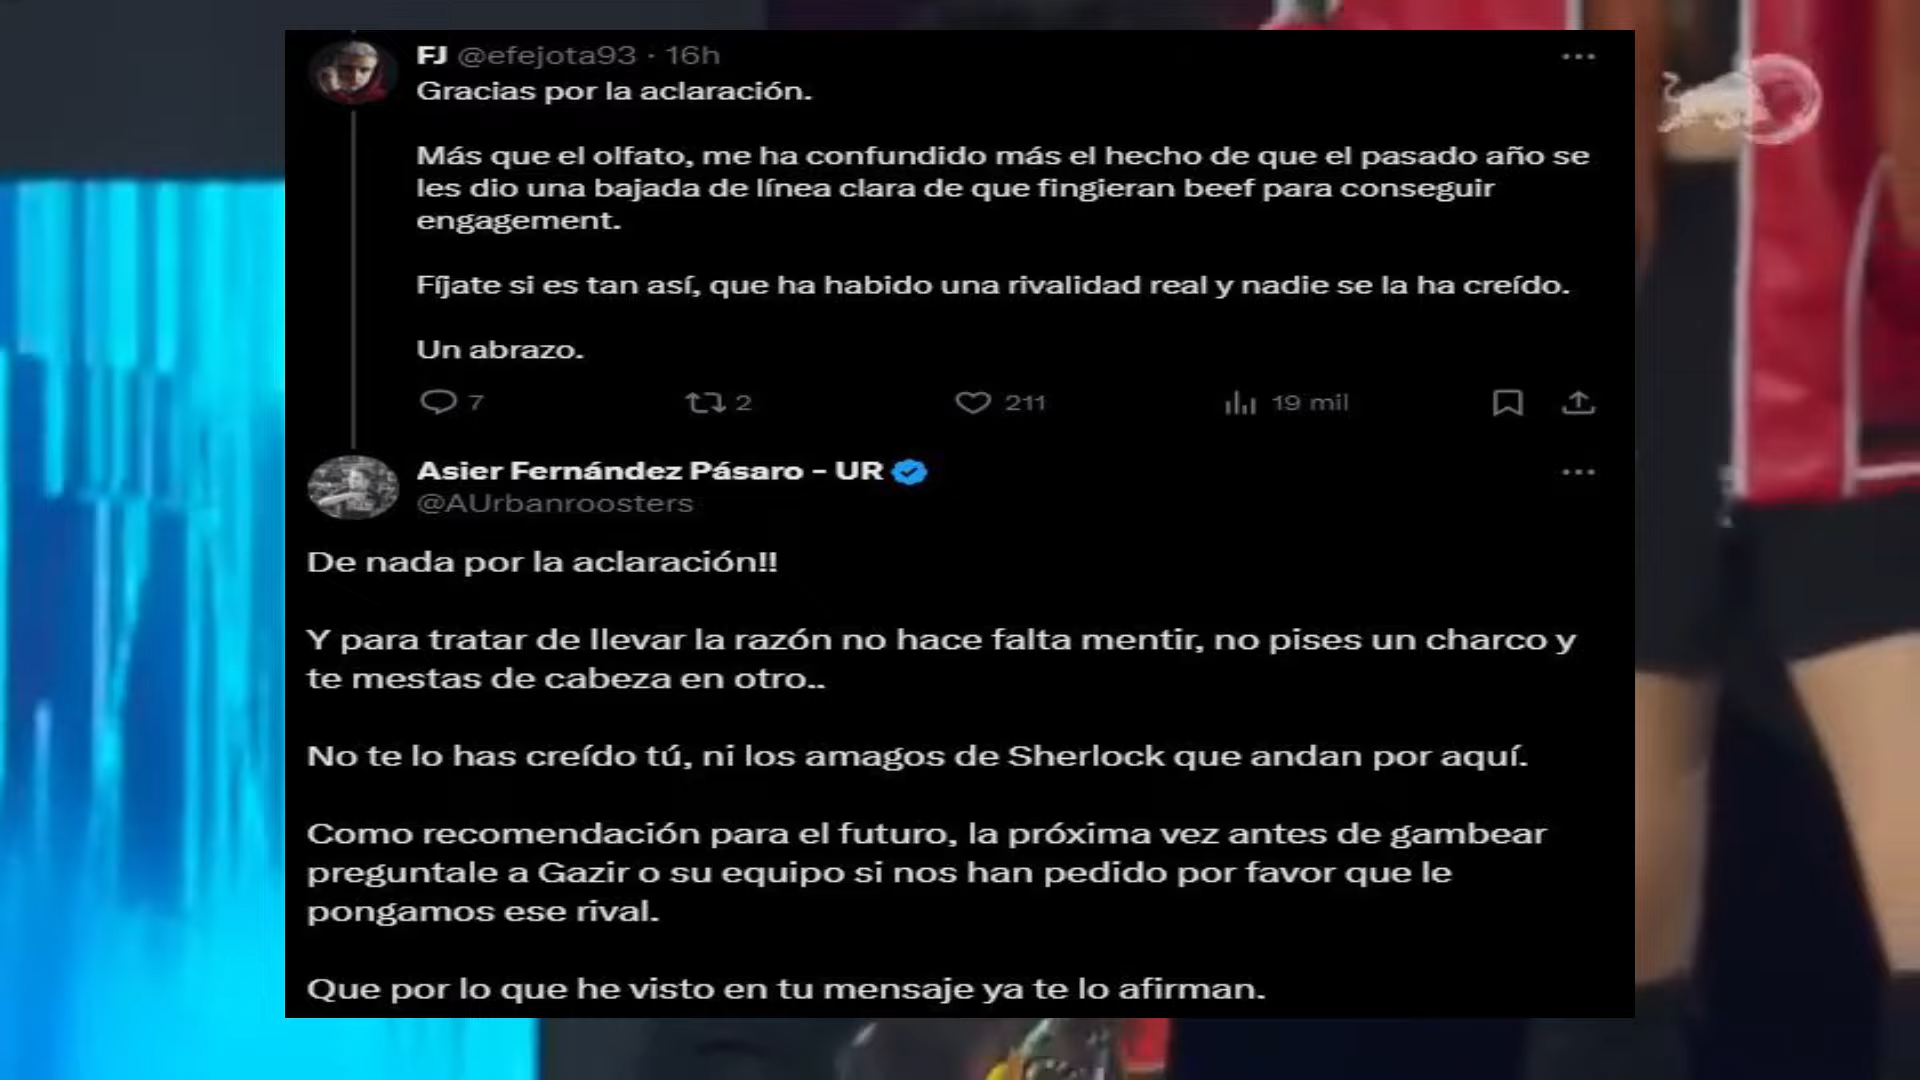 FJ @efejota93 · 16h
Gracias por la aclaración.
Más que el olfato, me ha confundido más el hecho de que el pasado año se
les dio una bajada de línea clara de que fingieran beef para conseguir
engagement.
Fíjate si es tan así, que ha habido una rivalidad real y nadie se la ha creído.
Un abrazo.
7 2 211 19 mil
Asier Fernández Pásaro - UR
@AUrbanroosters
De nada por la aclaración!!
Y para tratar de llevar la razón no hace falta mentir, no pises un charco y
te mestas de cabeza en otro..
No te lo has creído tú, ni los amagos de Sherlock que andan por aquí.
Como recomendación para el futuro, la próxima vez antes de gambear
preguntale a Gazir o su equipo si nos han pedido por favor que le
pongamos ese rival.
Que por lo que he visto en tu mensaje ya te lo afirman.